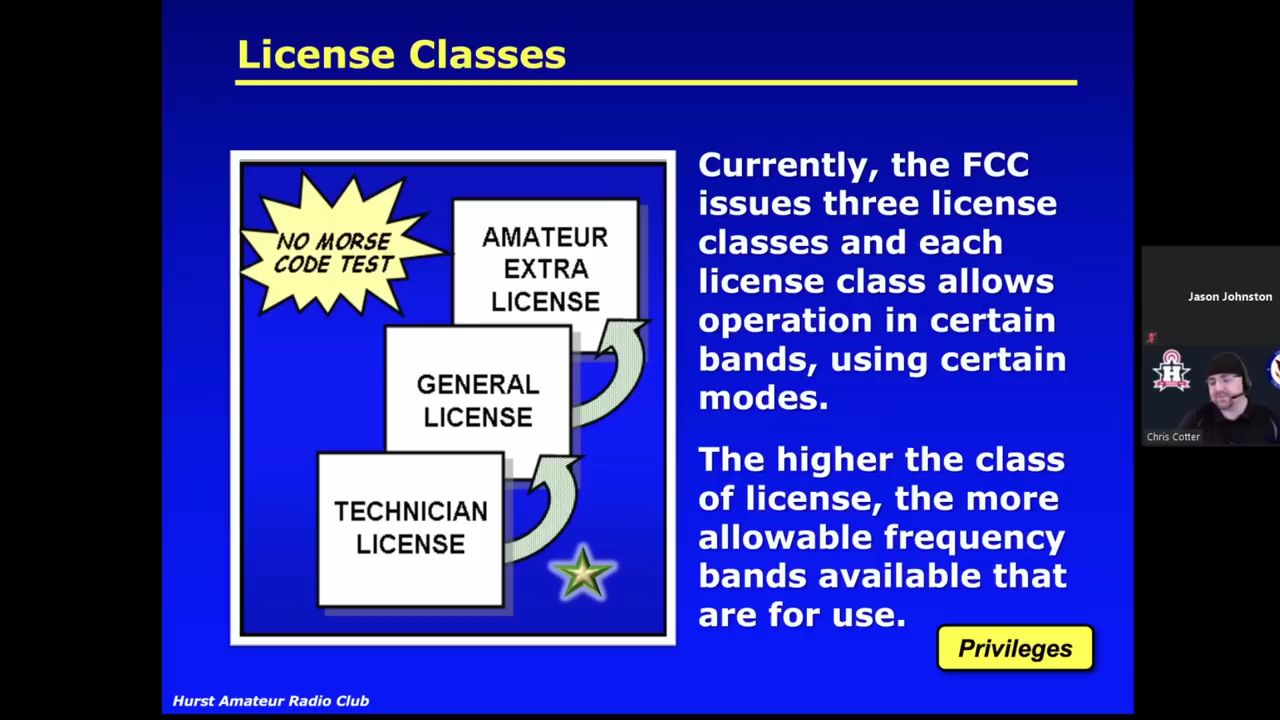 License Classes
NO MORSE
CODE TEST
AMATEUR
EXTRA
LICENSE
GENERAL
LICENSE
TECHNICIAN
LICENSE
Currently, the FCC
issues three license
classes and each
license class allows
operation in certain
bands, using certain
modes.
The higher the class
of license, the more
allowable frequency
bands available that
are for use.
Privileges
Hurst Amateur Radio Club
Jason Johnston
H
Chris Cotter